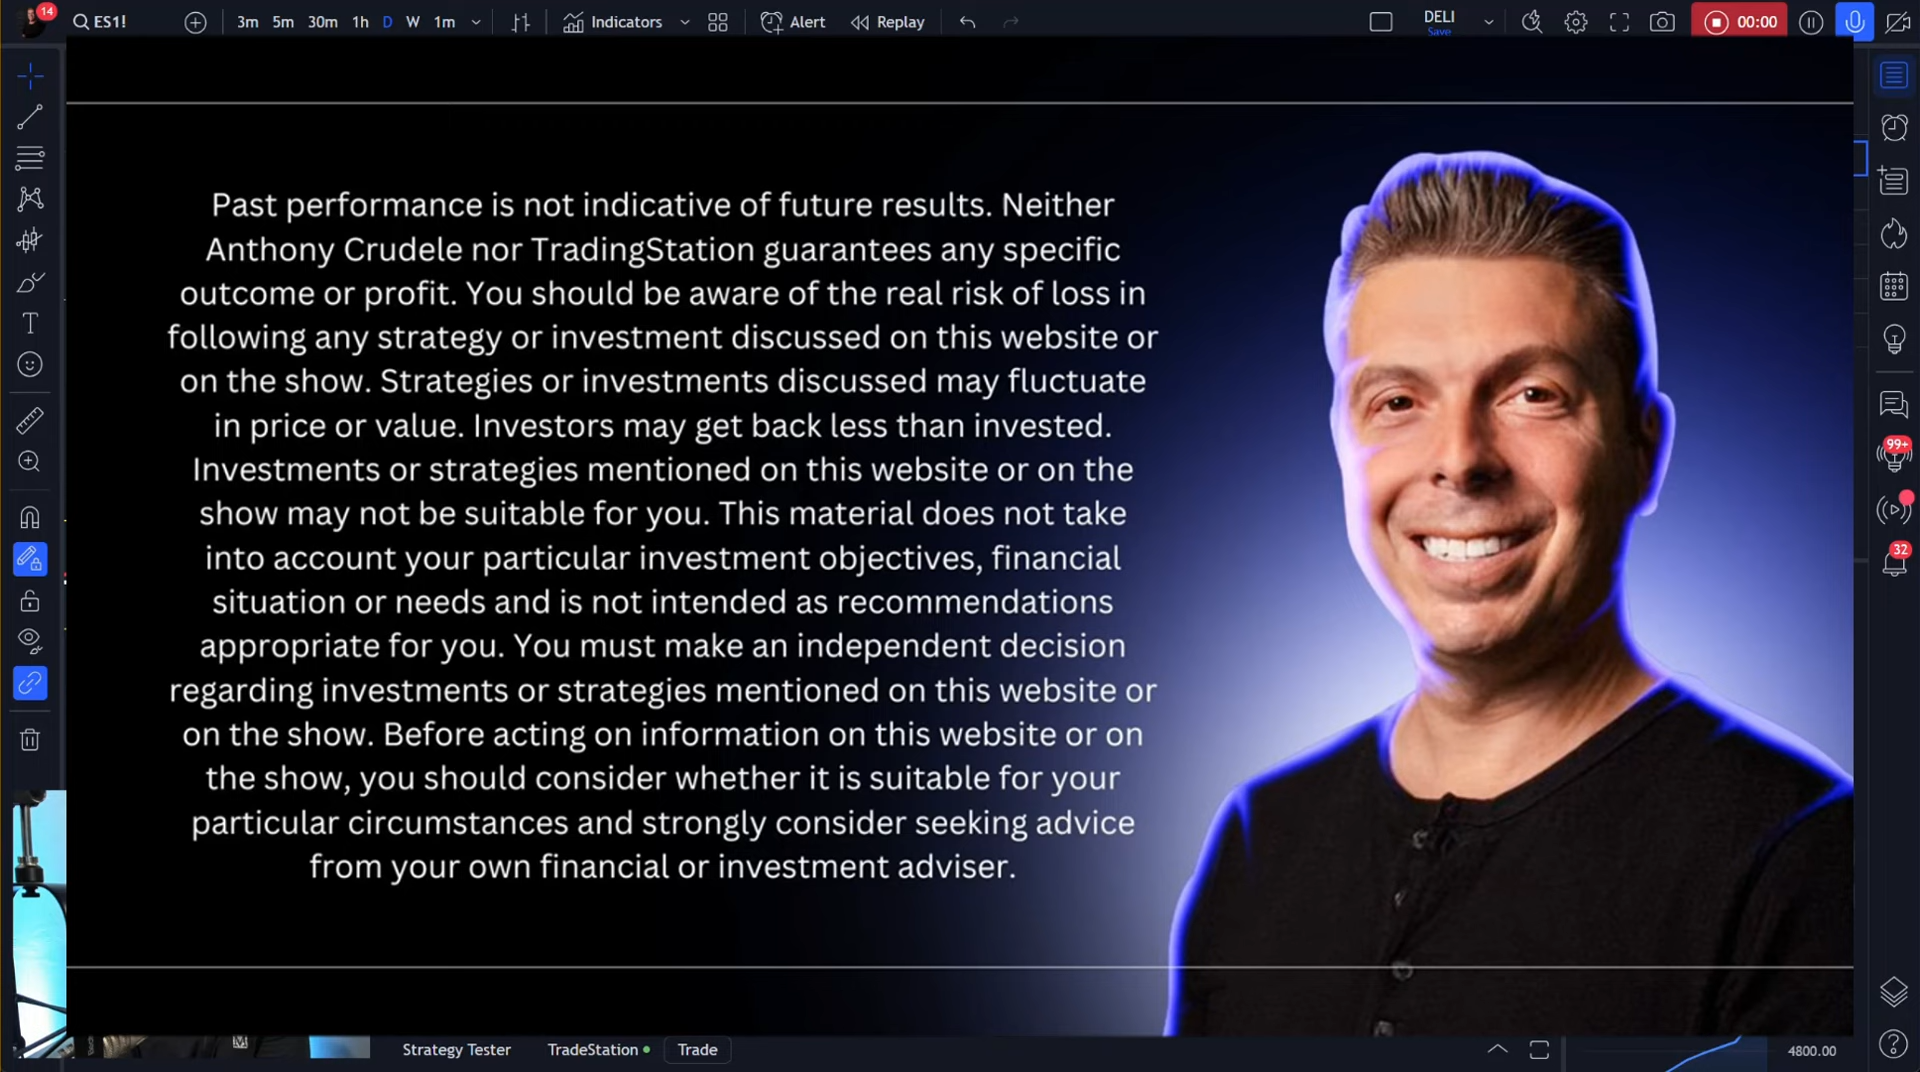 14
ES1!
3m 5m 30m 1h D W 1m
Indicators
Alert
Replay
DELI
Save
00:00
Past performance is not indicative of future results. Neither
Anthony Crudele nor TradingStation guarantees any specific
outcome or profit. You should be aware of the real risk of loss in
following any strategy or investment discussed on this website or
on the show. Strategies or investments discussed may fluctuate
in price or value. Investors may get back less than invested.
Investments or strategies mentioned on this website or on the
show may not be suitable for you. This material does not take
into account your particular investment objectives, financial
situation or needs and is not intended as recommendations
appropriate for you. You must make an independent decision
regarding investments or strategies mentioned on this website or
on the show. Before acting on information on this website or on
the show, you should consider whether it is suitable for your
particular circumstances and strongly consider seeking advice
from your own financial or investment adviser.
99+
32
Strategy Tester
TradeStation
Trade
4800.00